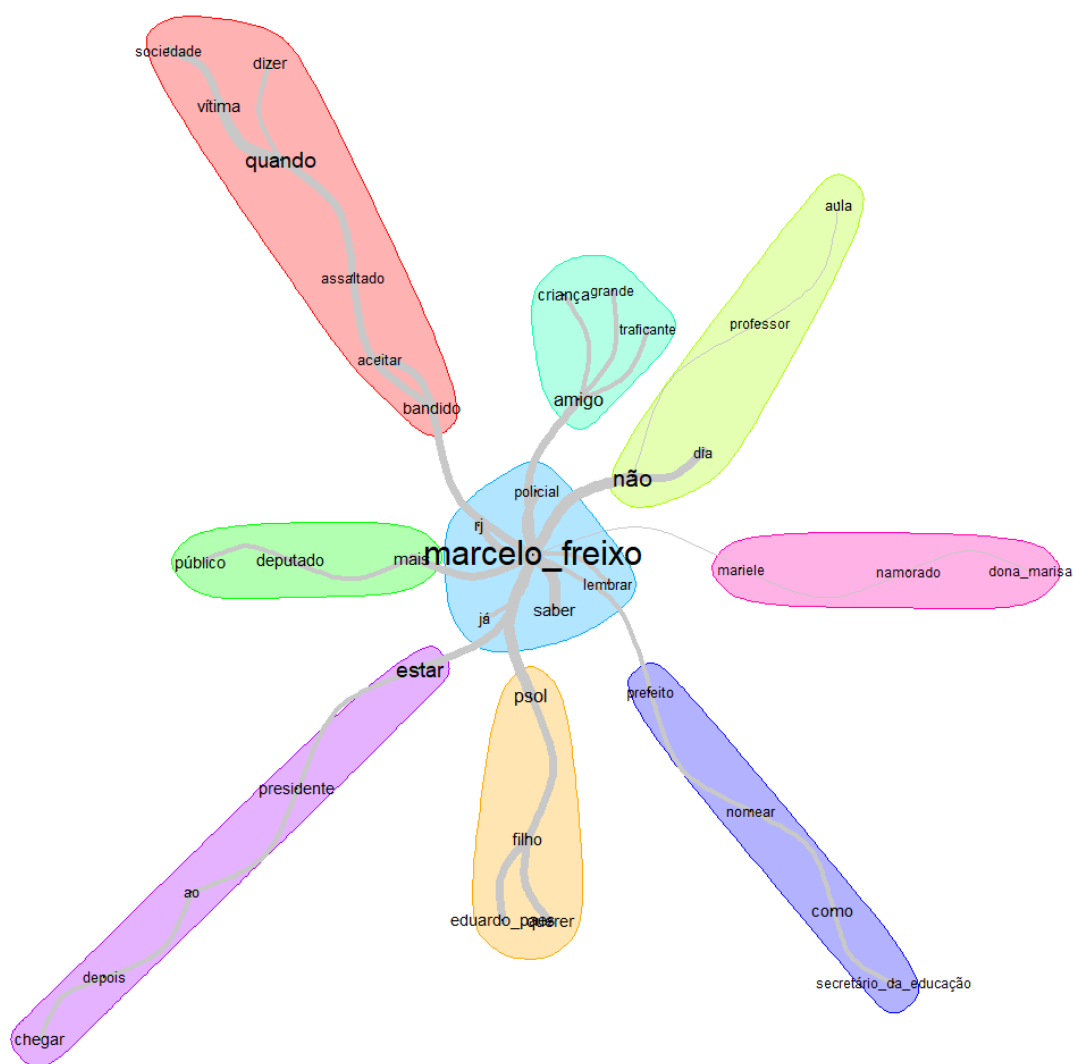 sociedade
dizer
vítima
quando
aula
assaltado
criança
grande
traficante
professor
aceitar
bandido
amigo
dia
não
policial
rj
marcelo_freixo
público
deputado
mais
mariele
namorado
dona_marisa
lembrar
saber
já
estar
psol
prefeito
presidente
nomear
filho
ao
como
eduardo_paes
querer
depois
secretário_da_educação
chegar